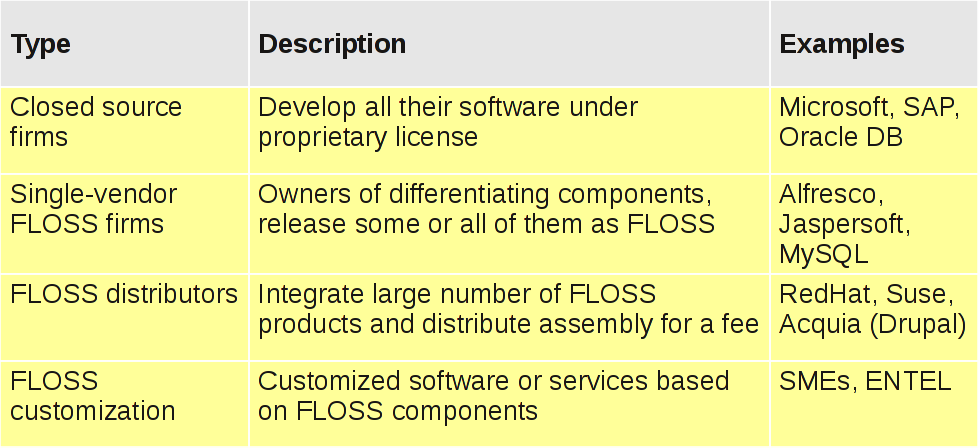 Type Description Examples
Closed source
firms
Develop all their software under
proprietary license
Microsoft, SAP,
Oracle DB
Single-vendor
FLOSS firms
Owners of differentiating components,
release some or all of them as FLOSS
Alfresco,
Jaspersoft,
MySQL
FLOSS distributors
Integrate large number of FLOSS
products and distribute assembly for a fee
RedHat, Suse,
Acquia (Drupal)
FLOSS
customization
Customized software or services based
on FLOSS components
SMEs, ENTEL